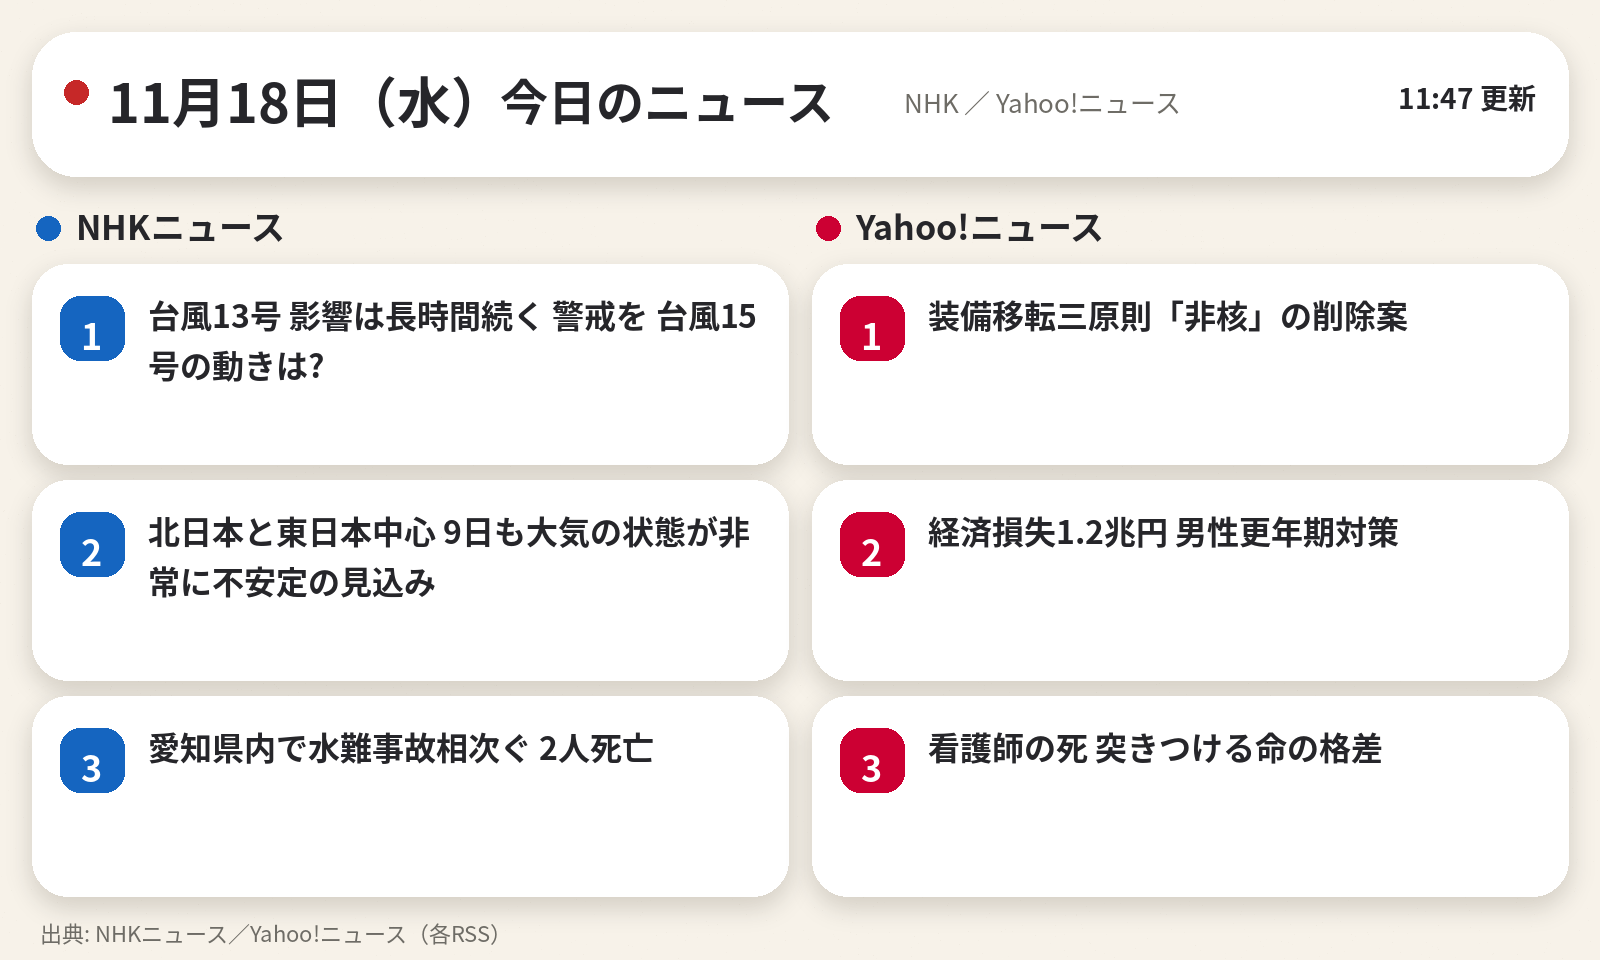 11月18日（水）今日のニュース
NHK ／ Yahoo!ニュース
11:47 更新
NHKニュース
1
台風13号 影響は長時間続く 警戒を 台風15
号の動きは?
2
北日本と東日本中心 9日も大気の状態が非
常に不安定の見込み
3
愛知県内で水難事故相次ぐ 2人死亡
Yahoo!ニュース
1
装備移転三原則「非核」の削除案
2
経済損失1.2兆円 男性更年期対策
3
看護師の死 突きつける命の格差
出典: NHKニュース／Yahoo!ニュース（各RSS）